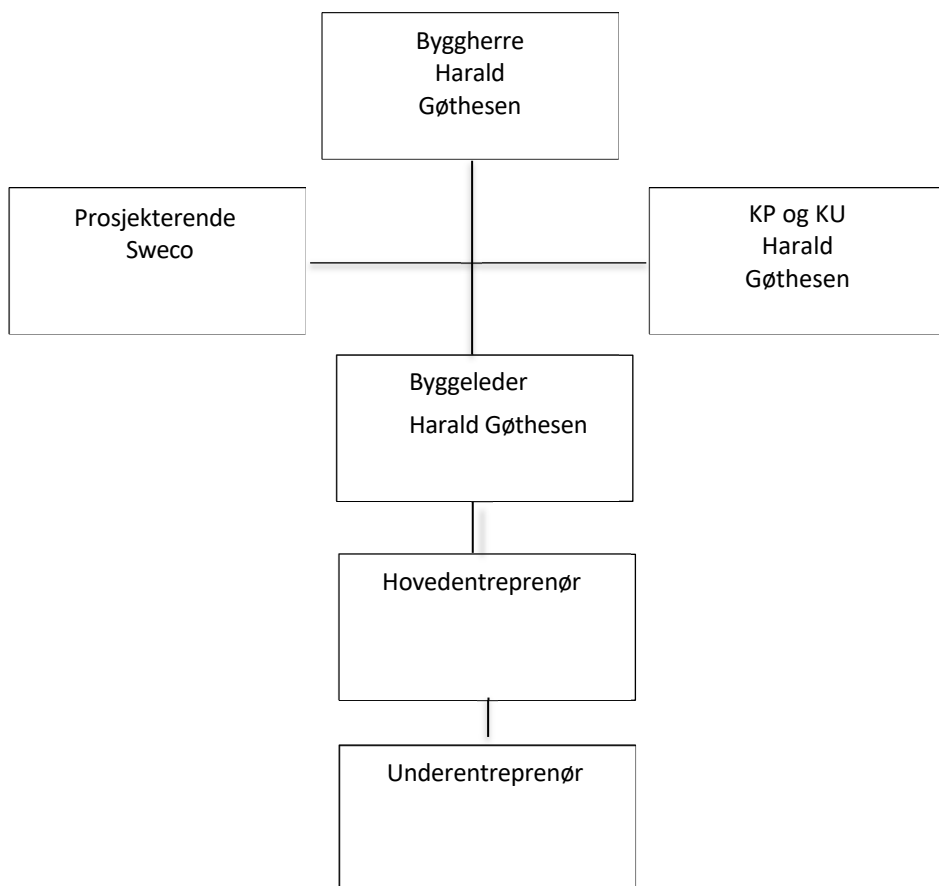 Byggherre
Harald
Gøthesen
Prosjekterende
Sweco
KP og KU
Harald
Gøthesen
Byggeleder
Harald Gøthesen
Hovedentreprenør
Underentreprenør